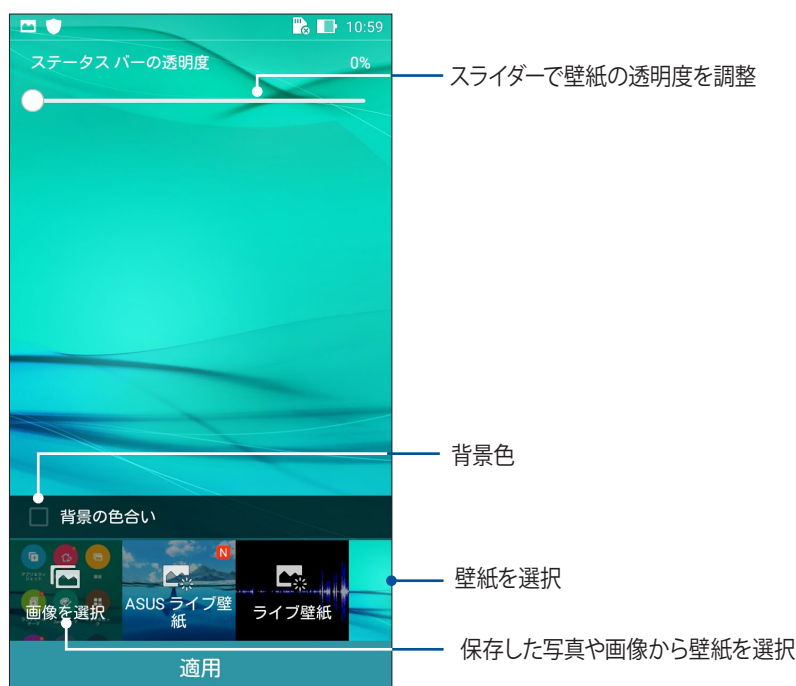 10:59
ステータス バーの透明度 0%
スライダーで壁紙の透明度を調整
背景色
背景の色合い
壁紙を選択
N
画像を選択
ASUS ライブ壁
紙
ライブ壁紙
保存した写真や画像から壁紙を選択
適用